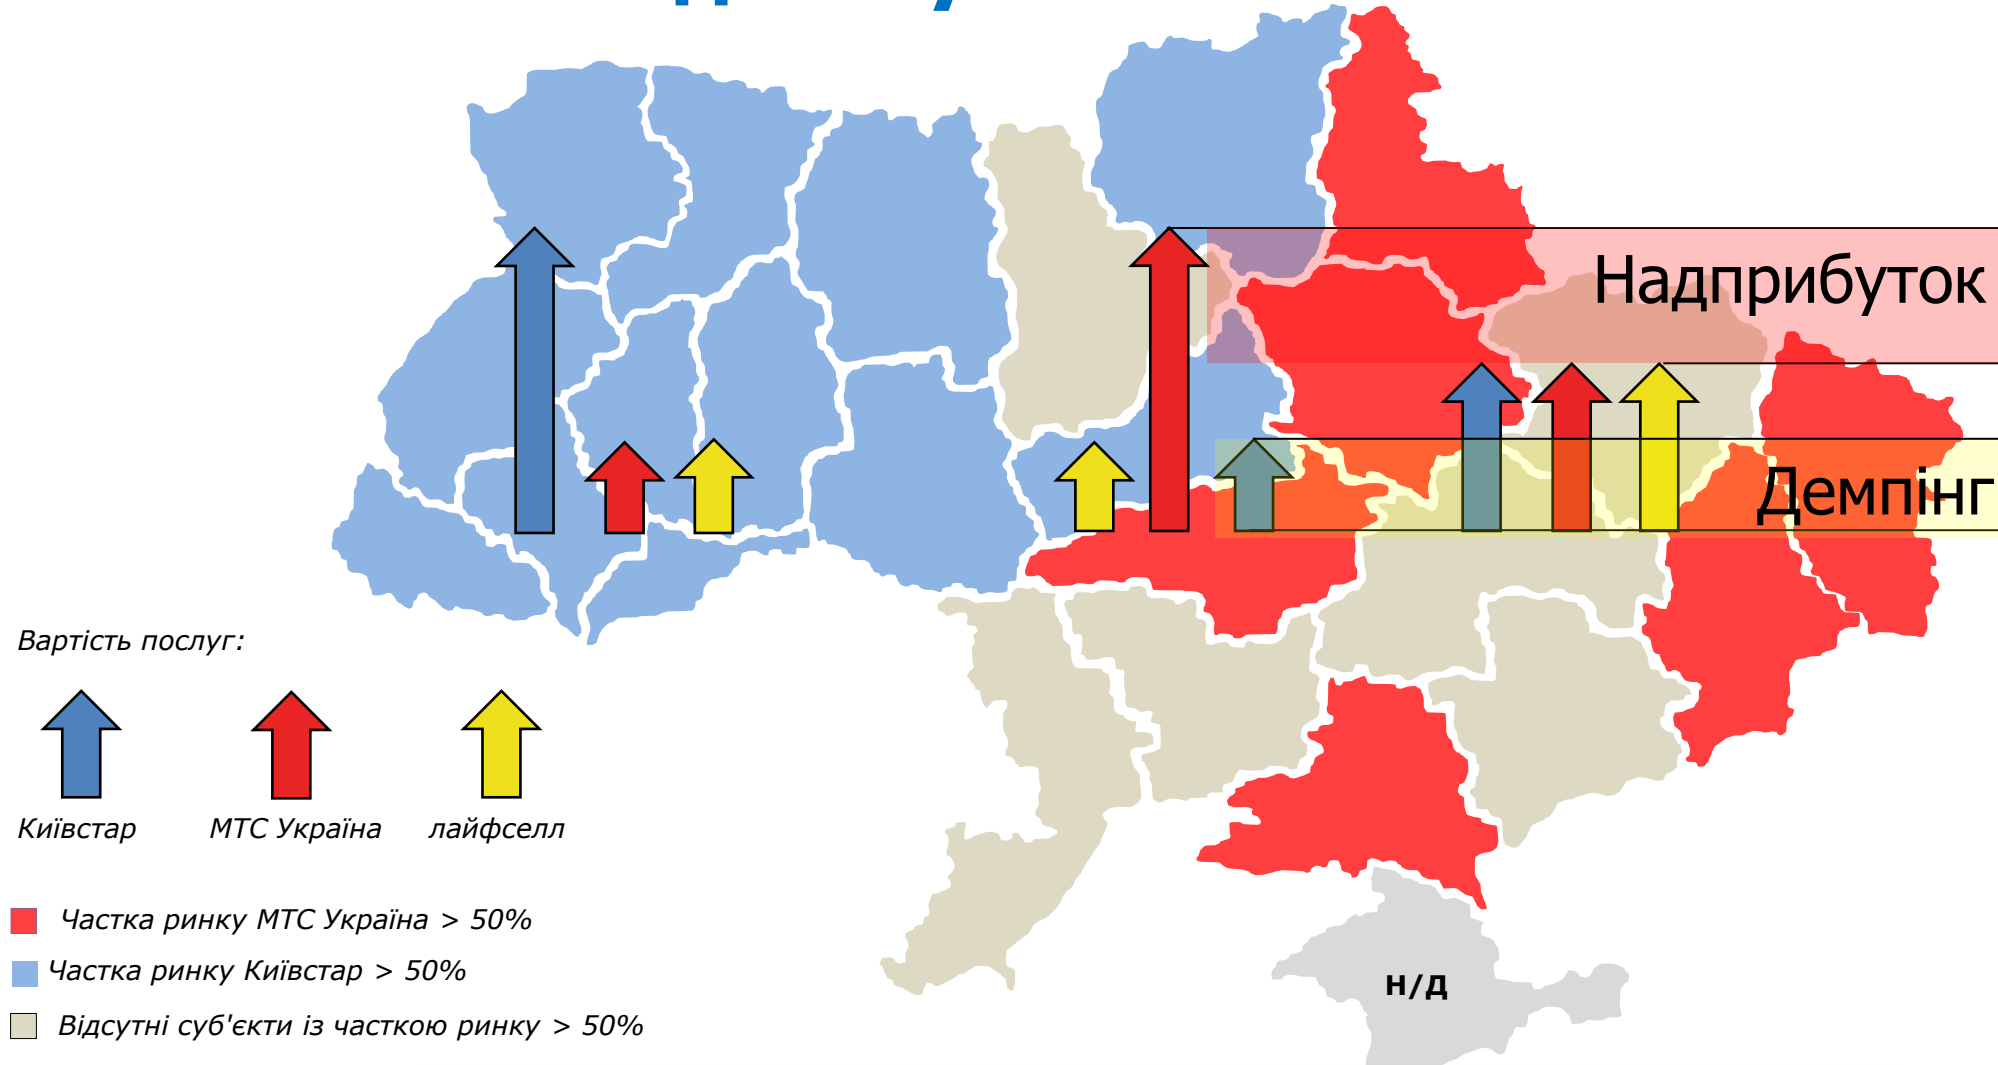 Надприбуток
Демпінг
Вартість послуг:
Київстар МТС Україна лайфселл
Частка ринку МТС Україна > 50%
Частка ринку Київстар > 50%
Відсутні суб'єкти із часткою ринку > 50%
н/д